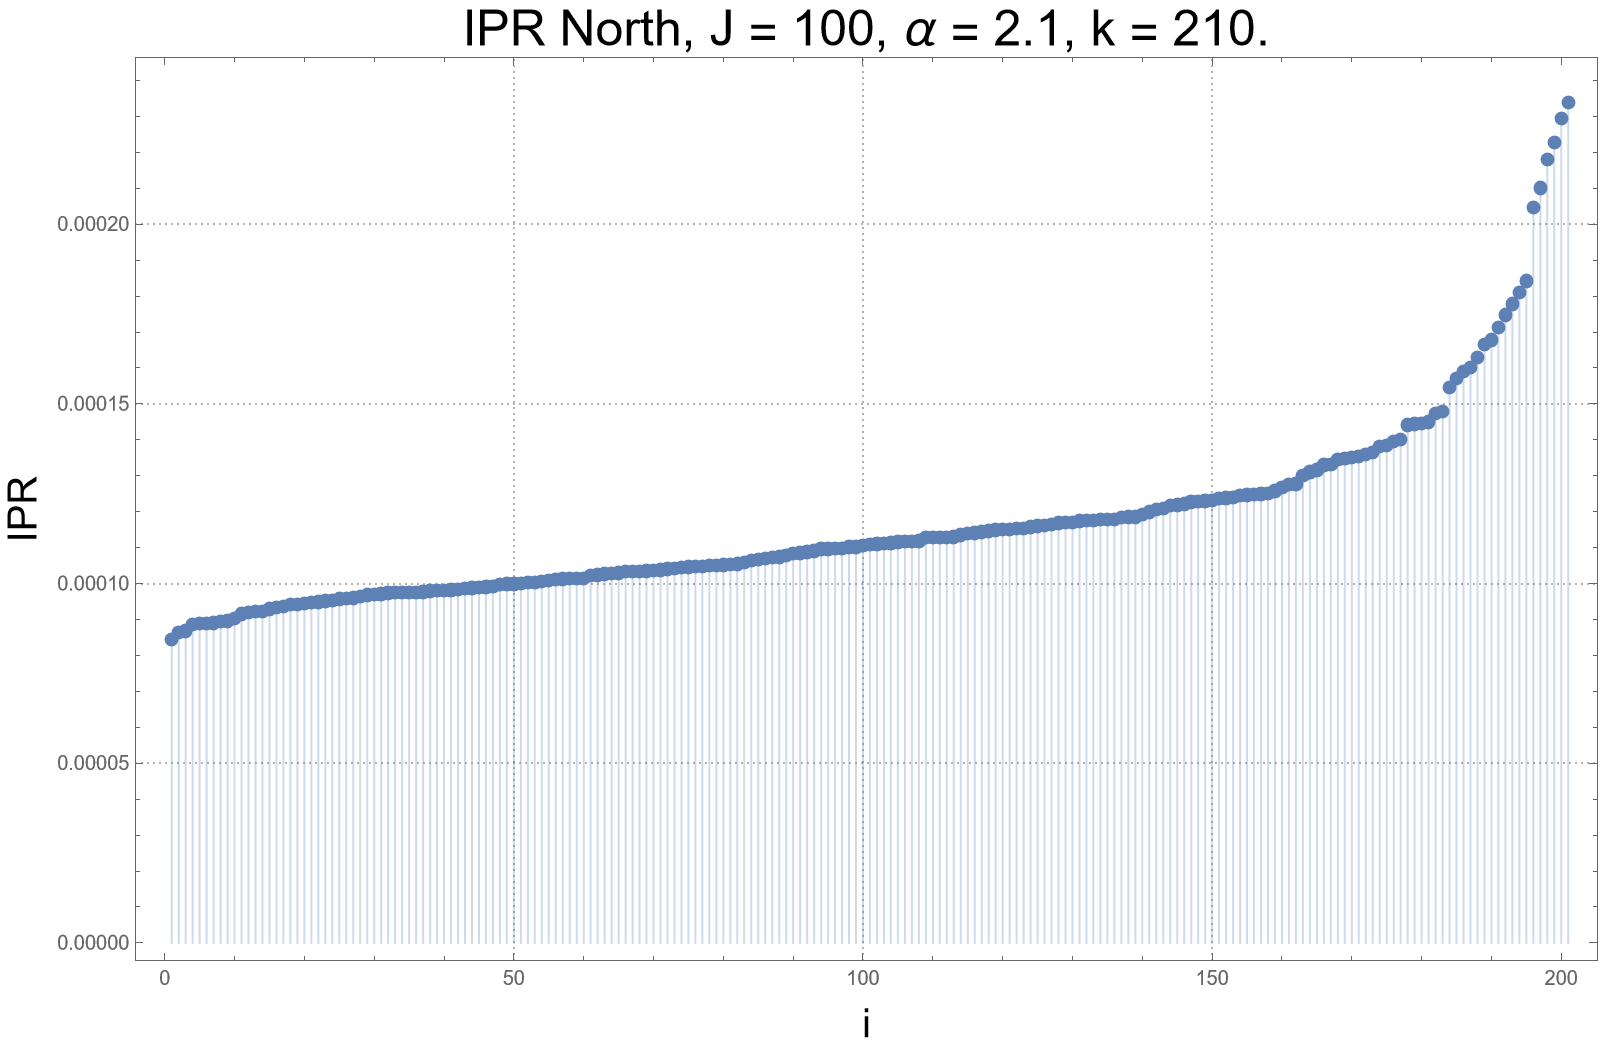 IPR North, J = 100, α = 2.1, k = 210.
IPR
0.00020
0.00015
0.00010
0.00005
0.00000
0 50 100 150 200
i